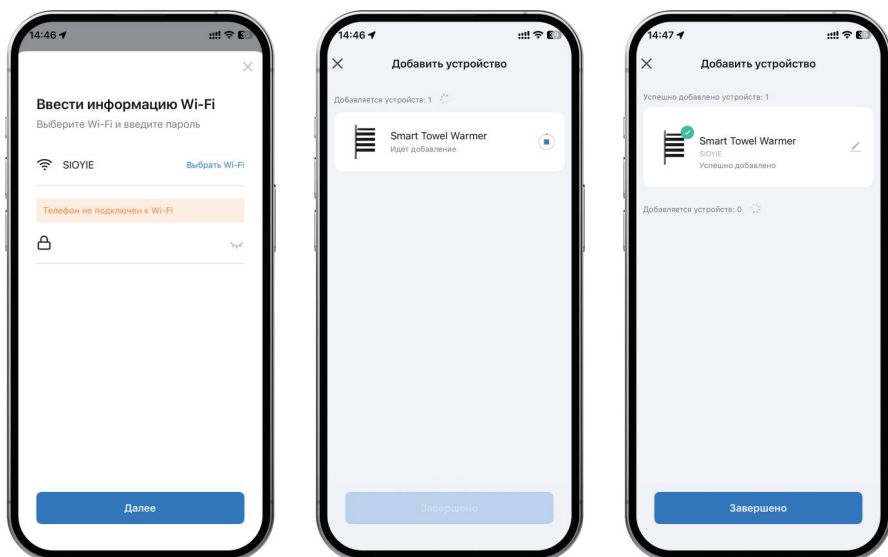 14:46
Ввести информацию Wi-Fi
Выберите Wi-Fi и введите пароль
SIOYIE
Выбрать Wi-Fi
Телефон не подключен к Wi-Fi
Далее
14:46
Добавить устройство
Добавляется устройств: 1
Smart Towel Warmer
Идет добавление
Завершено
14:47
Добавить устройство
Успешно добавлено устройств: 1
Smart Towel Warmer
SIOYIE
Успешно добавлено
Добавляется устройств: 0
Завершено